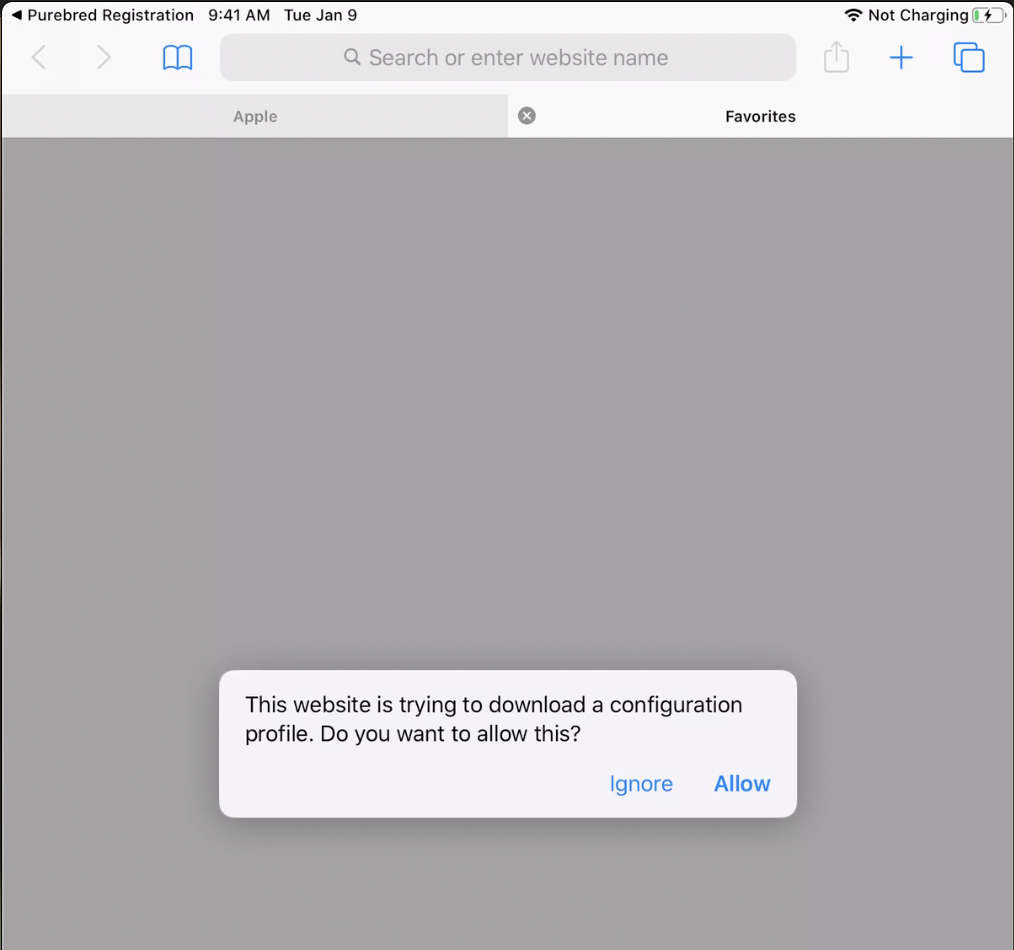 ◀ Purebred Registration 9:41 AM Tue Jan 9 Not Charging
Search or enter website name
Apple Favorites
This website is trying to download a configuration
profile. Do you want to allow this?
Ignore Allow